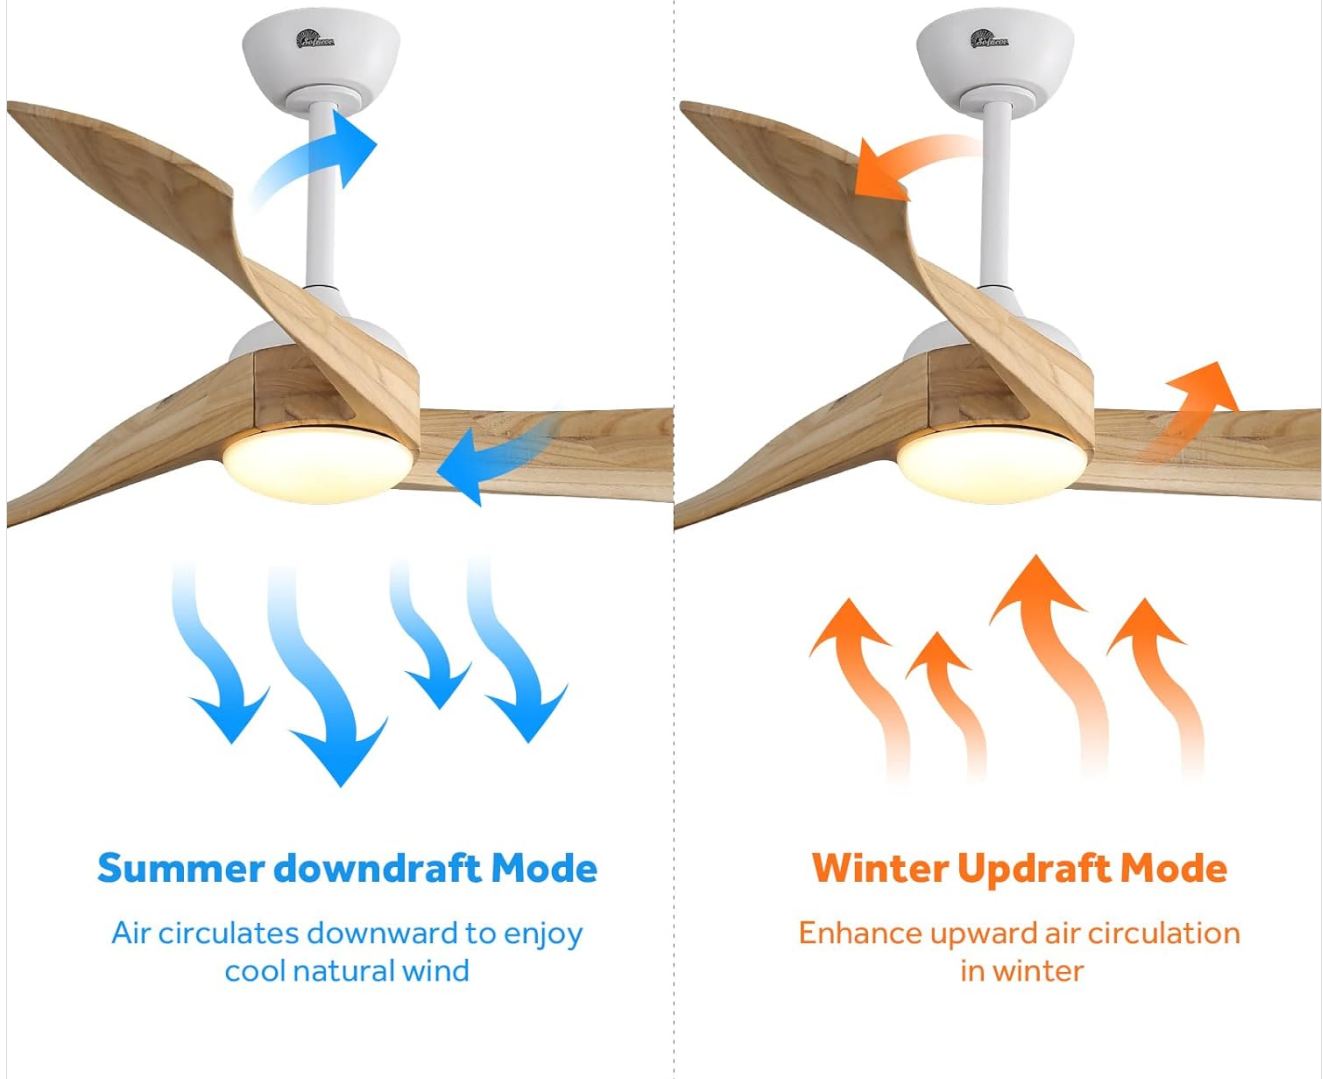 Summer downdraft Mode
Air circulates downward to enjoy
cool natural wind
Winter Updraft Mode
Enhance upward air circulation
in winter